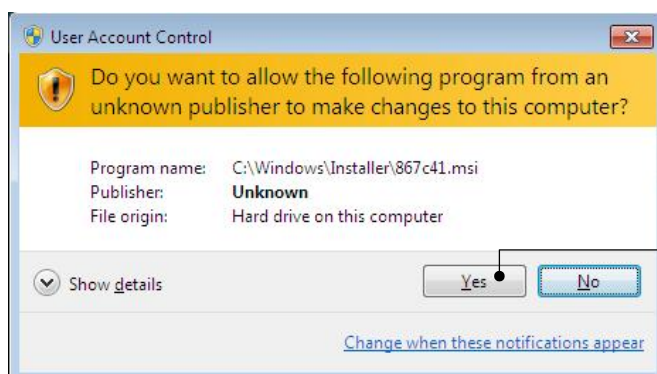 User Account Control
Do you want to allow the following program from an
unknown publisher to make changes to this computer?
Program name: C:\Windows\Installer\867c41.msi
Publisher: Unknown
File origin: Hard drive on this computer
Show details Yes No
Change when these notifications appear